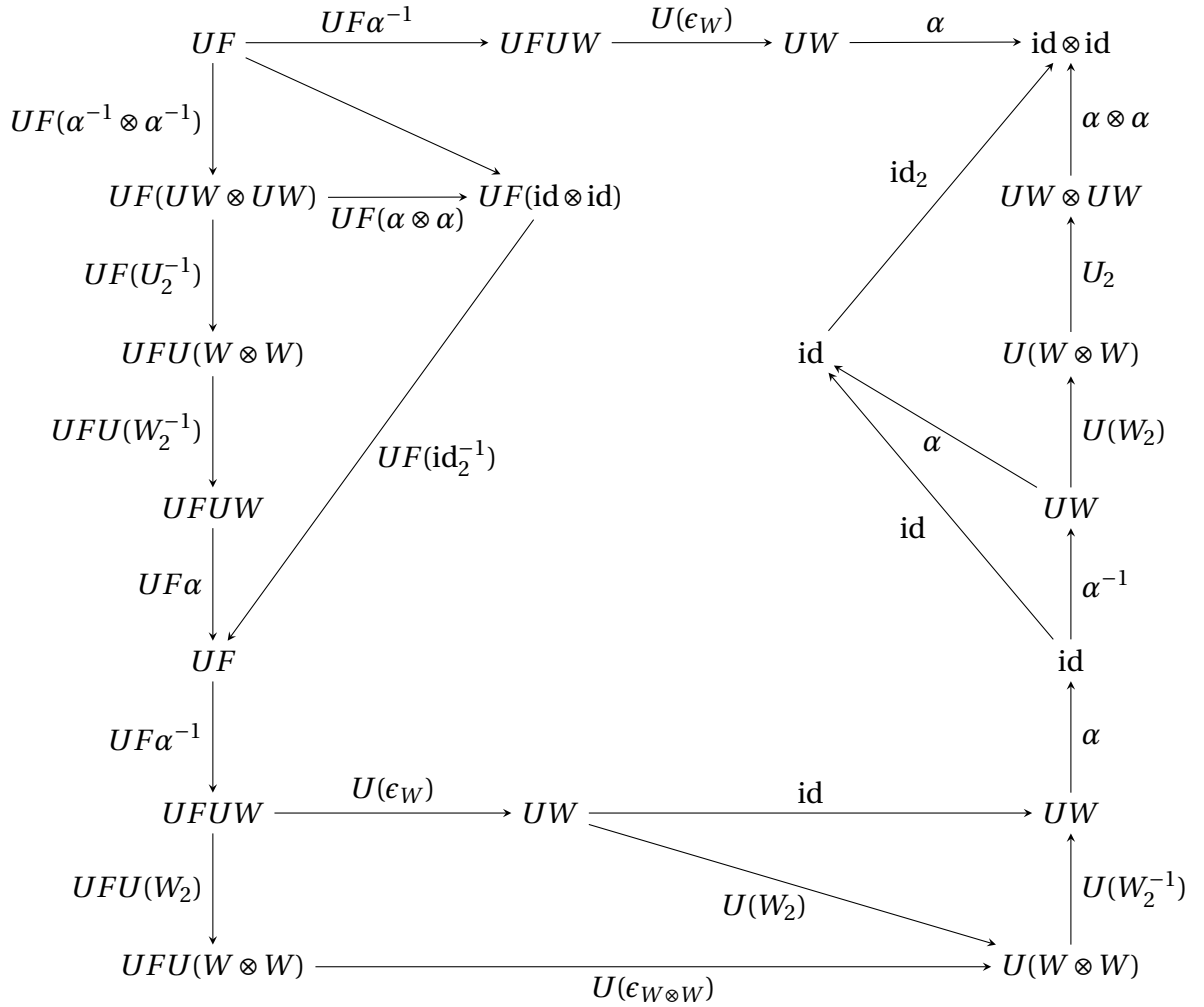 UFα⁻¹ U(ϵ_W) α
UF UFUW UW id ⊗ id
UF(α⁻¹ ⊗ α⁻¹) α ⊗ α
id₂
UF(UW ⊗ UW) UF(id ⊗ id) UW ⊗ UW
UF(α ⊗ α)
UF(U₂⁻¹) U₂
UFU(W ⊗ W) id U(W ⊗ W)
UFU(W₂⁻¹) α U(W₂)
UF(id₂⁻¹)
UFUW UW
id
UFα α⁻¹
UF id
UFα⁻¹ α
U(ϵ_W) id
UFUW UW UW
UFU(W₂) U(W₂) U(W₂⁻¹)
UFU(W ⊗ W) U(W ⊗ W)
U(ϵ_{W⊗W})